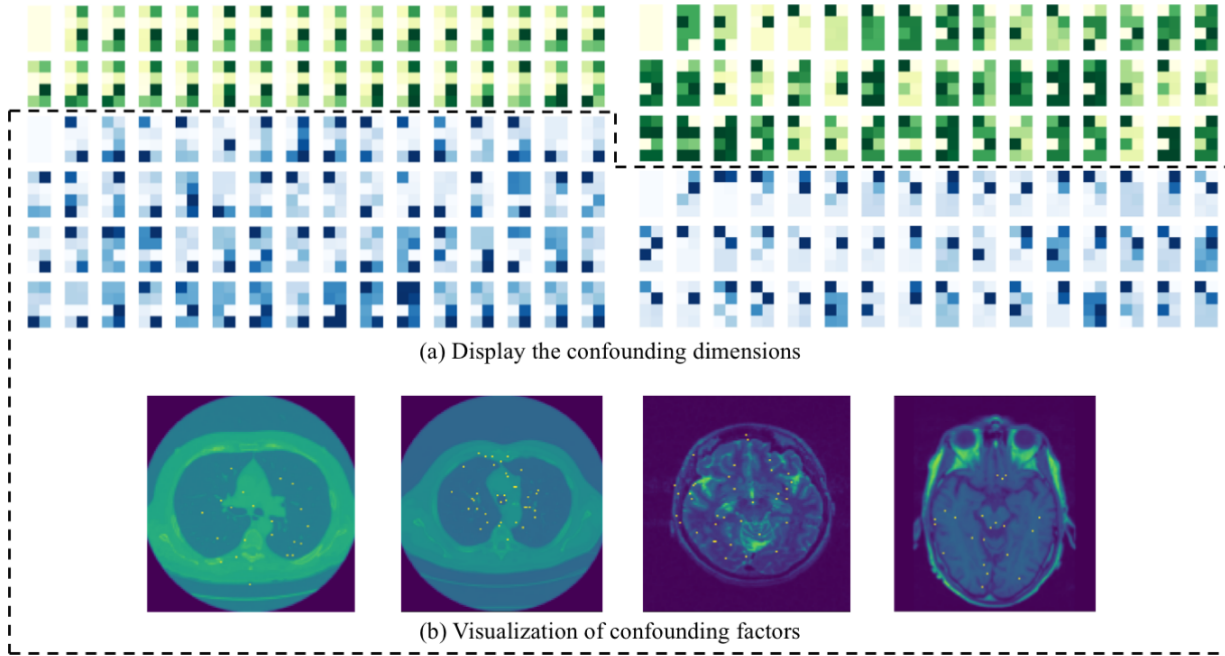 (a) Display the confounding dimensions
(b) Visualization of confounding factors